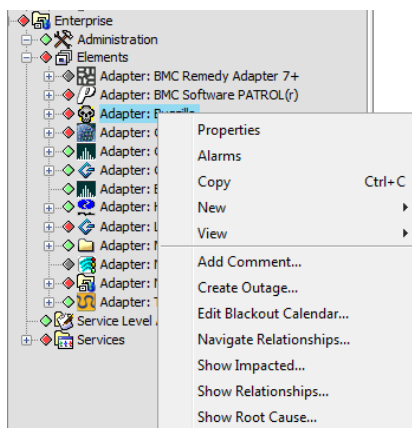 Enterprise
Administration
Elements
Adapter: BMC Remedy Adapter 7+
Adapter: BMC Software PATROL(r)
Adapter:
Adapter:
Adapter:
Adapter:
Adapter:
Adapter:
Adapter:
Adapter:
Adapter:
Adapter:
Adapter:
Service Level
Services
Properties
Alarms
Copy Ctrl+C
New
View
Add Comment...
Create Outage...
Edit Blackout Calendar...
Navigate Relationships...
Show Impacted...
Show Relationships...
Show Root Cause...